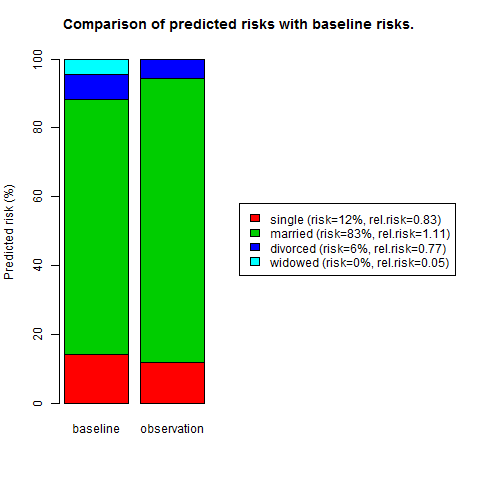 Comparison of predicted risks with baseline risks.
Predicted risk (%)
100
80
60
40
20
0
baseline observation
single (risk=12%, rel.risk=0.83)
married (risk=83%, rel.risk=1.11)
divorced (risk=6%, rel.risk=0.77)
widowed (risk=0%, rel.risk=0.05)